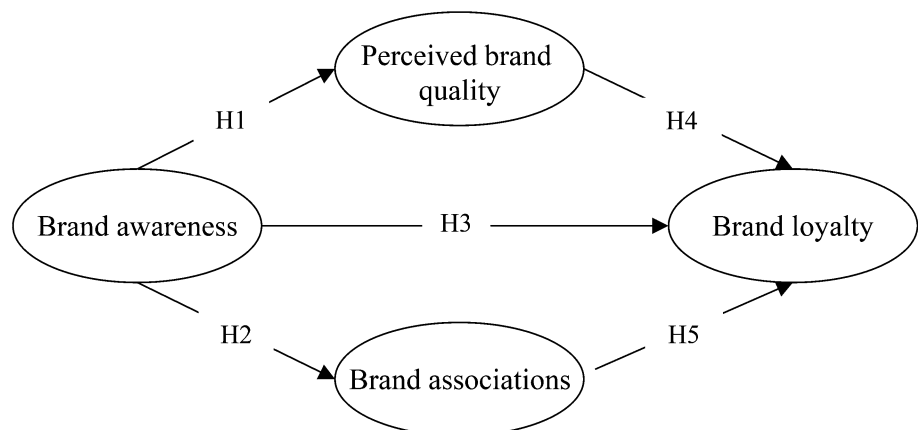 Perceived brand
quality
H1
H4
Brand awareness
H3
Brand loyalty
H2
H5
Brand associations